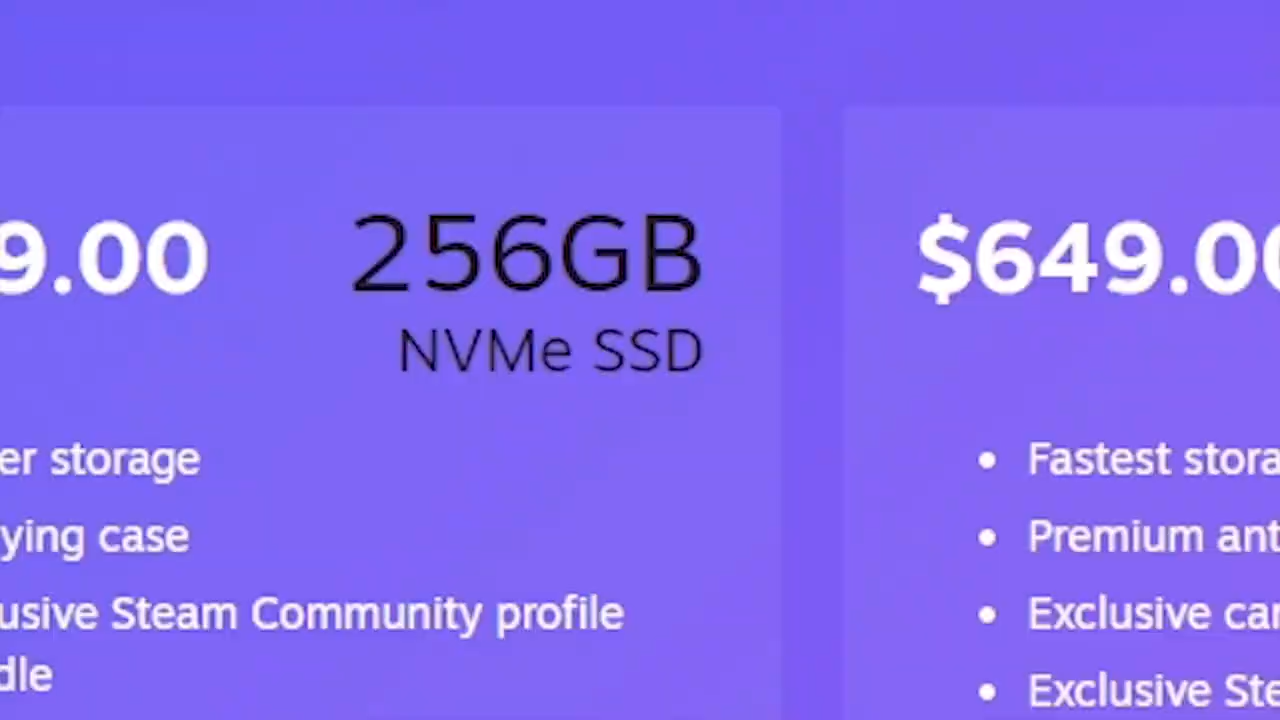 9.00
256GB
NVMe SSD
er storage
ying case
usive Steam Community profile
dle
$649.00
• Fastest stora
• Premium ant
• Exclusive car
• Exclusive Ste